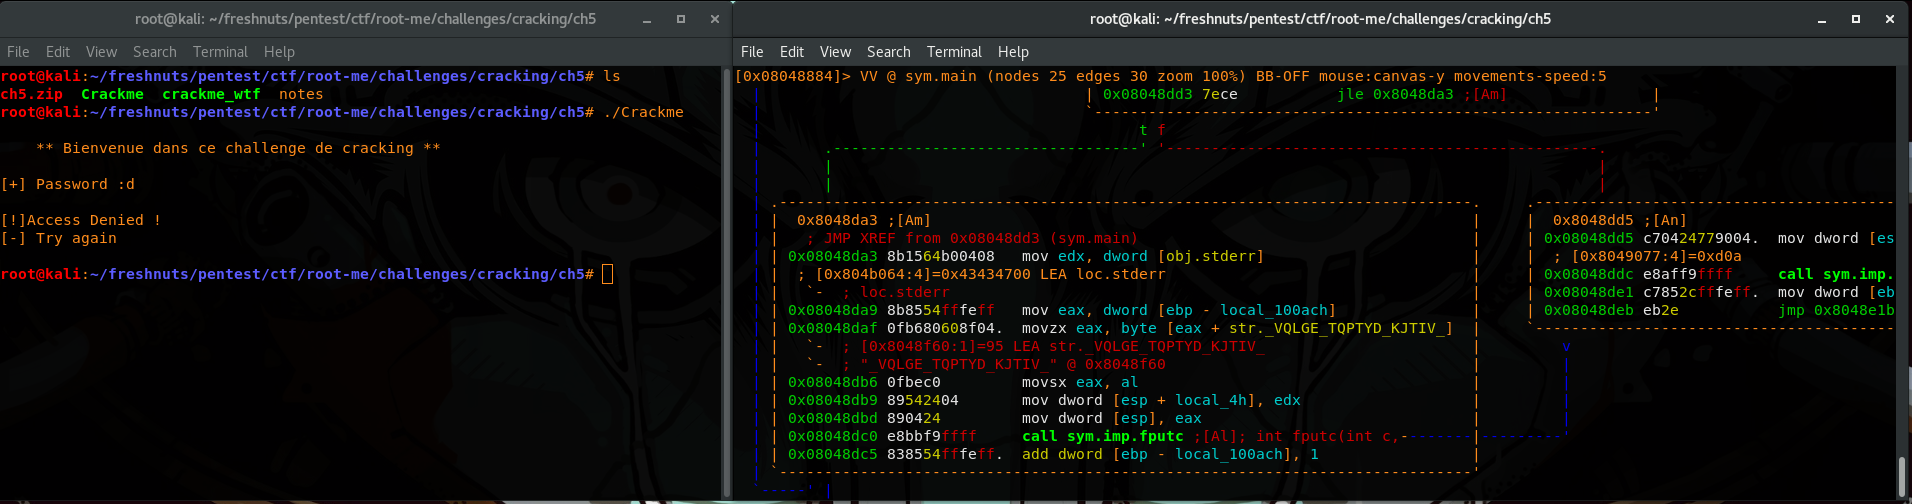 root@kali: ~/freshnuts/pentest/ctf/root-me/challenges/cracking/ch5
File Edit View Search Terminal Help
root@kali:~/freshnuts/pentest/ctf/root-me/challenges/cracking/ch5# ls
ch5.zip Crackme crackme_wtf notes
root@kali:~/freshnuts/pentest/ctf/root-me/challenges/cracking/ch5# ./Crackme
** Bienvenue dans ce challenge de cracking **
[+] Password :d
[!]Access Denied !
[-] Try again
root@kali:~/freshnuts/pentest/ctf/root-me/challenges/cracking/ch5#
root@kali: ~/freshnuts/pentest/ctf/root-me/challenges/cracking/ch5
File Edit View Search Terminal Help
[0x08048884]> VV @ sym.main (nodes 25 edges 30 zoom 100%) BB-OFF mouse:canvas-y movements-speed:5
0x08048dd3 7ece jle 0x8048da3 ;[Am]
t f
0x8048da3 ;[Am]
; JMP XREF from 0x08048dd3 (sym.main)
0x08048da3 8b1564b00408 mov edx, dword [obj.stderr]
; [0x804b064:4]=0x43434700 LEA loc.stderr
`- ; loc.stderr
0x08048da9 8b8554fffeff mov eax, dword [ebp - local_100ach]
0x08048daf 0fb680608f04. movzx eax, byte [eax + str._VQLGE_TQPTYD_KJTIV_]
`- ; [0x8048f60:1]=95 LEA str._VQLGE_TQPTYD_KJTIV_
`- ; "_VQLGE_TQPTYD_KJTIV_" @ 0x8048f60
0x08048db6 0fbec0 movsx eax, al
0x08048db9 89542404 mov dword [esp + local_4h], edx
0x08048dbd 890424 mov dword [esp], eax
0x08048dc0 e8bbf9ffff call sym.imp.fputc ;[Al]; int fputc(int c,
0x08048dc5 838554fffeff. add dword [ebp - local_100ach], 1
0x8048dd5 ;[An]
0x08048dd5 c70424779004. mov dword [es
; [0x8049077:4]=0xd0a
0x08048ddc e8aff9ffff call sym.imp.
0x08048de1 c7852cfffeff. mov dword [eb
0x08048deb eb2e jmp 0x8048e1b
v